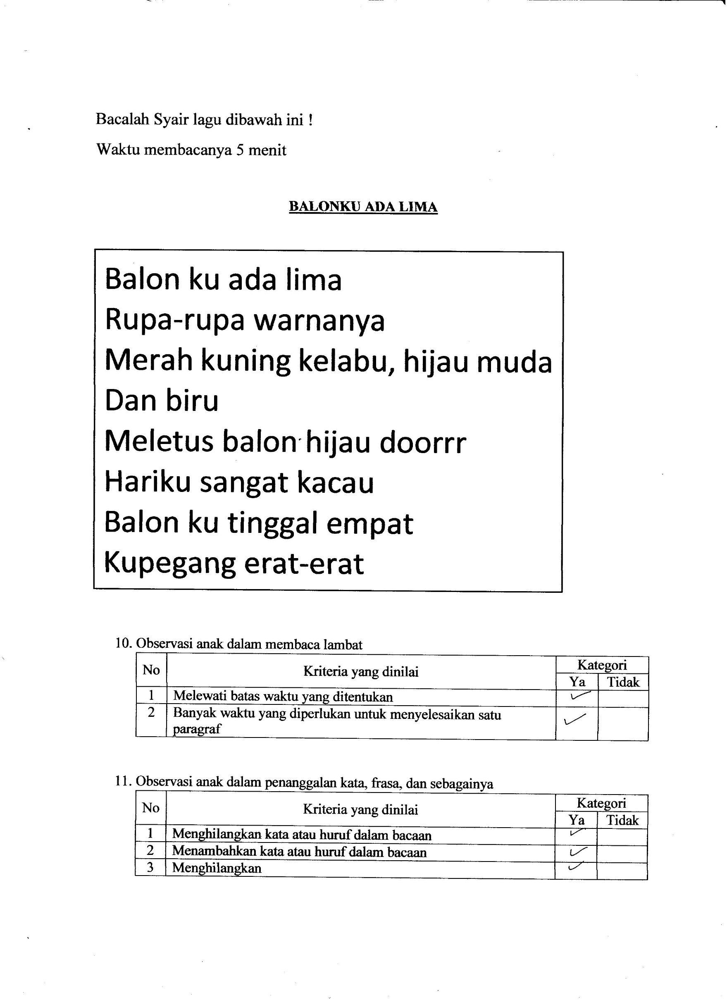 Bacalah Syair lagu dibawah ini !
Waktu membacanya 5 menit
BALONKU ADA LIMA
Balon ku ada lima
Rupa-rupa warnanya
Merah kuning kelabu, hijau muda
Dan biru
Meletus balon hijau doorrr
Hariku sangat kacau
Balon ku tinggal empat
Kupegang erat-erat
10. Observasi anak dalam membaca lambat
No Kriteria yang dinilai Kategori
Ya Tidak
1 Melewati batas waktu yang ditentukan ✓
2 Banyak waktu yang diperlukan untuk menyelesaikan satu ✓
paragraf
11. Observasi anak dalam penanggalan kata, frasa, dan sebagainya
No Kriteria yang dinilai Kategori
Ya Tidak
1 Menghilangkan kata atau huruf dalam bacaan ✓
2 Menambahkan kata atau huruf dalam bacaan ✓
3 Menghilangkan ✓